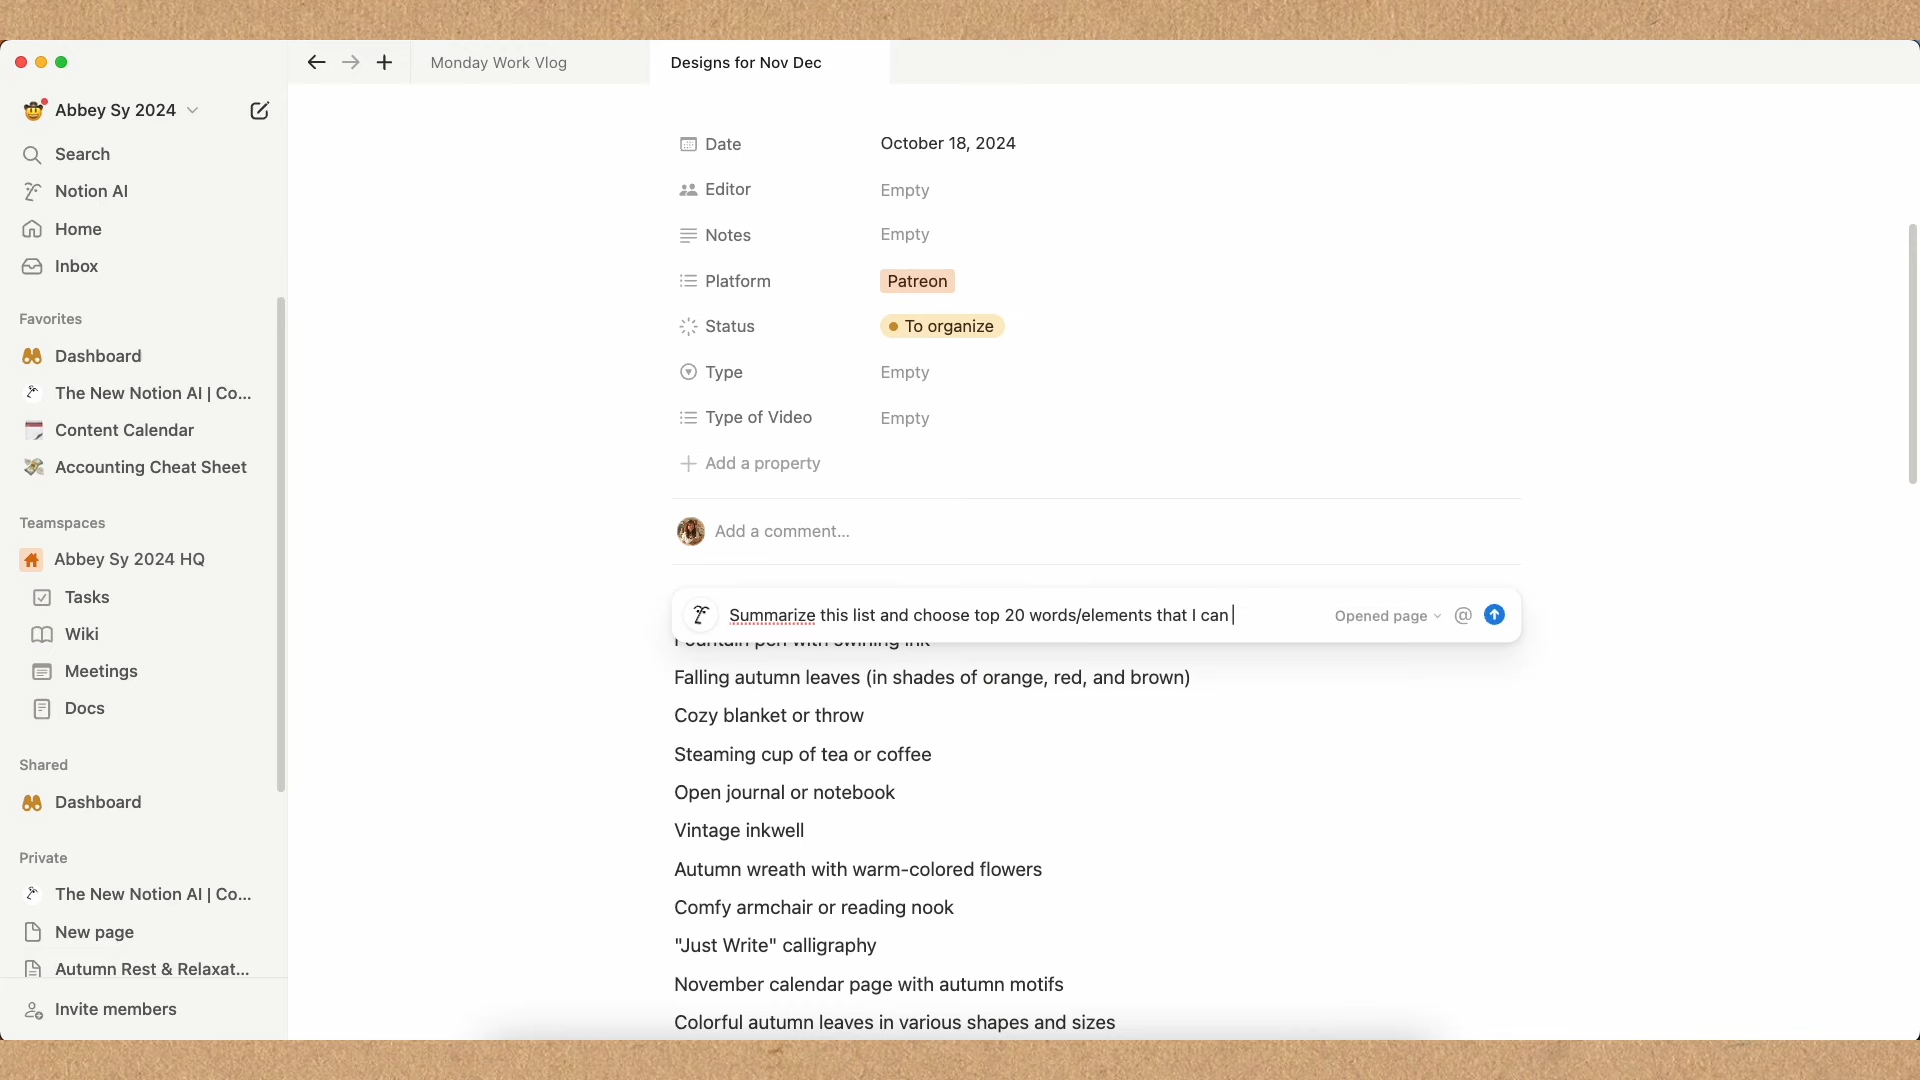 Monday Work Vlog
Designs for Nov Dec
Abbey Sy 2024
Search
Notion AI
Home
Inbox
Favorites
Dashboard
The New Notion AI | Co...
Content Calendar
Accounting Cheat Sheet
Teamspaces
Abbey Sy 2024 HQ
Tasks
Wiki
Meetings
Docs
Shared
Dashboard
Private
The New Notion AI | Co...
New page
Autumn Rest & Relaxat...
Invite members
Date October 18, 2024
Editor Empty
Notes Empty
Platform Patreon
Status To organize
Type Empty
Type of Video Empty
Add a property
Add a comment...
Summarize this list and choose top 20 words/elements that I can
Opened page
@
Fountain pen with swirling ink
Falling autumn leaves (in shades of orange, red, and brown)
Cozy blanket or throw
Steaming cup of tea or coffee
Open journal or notebook
Vintage inkwell
Autumn wreath with warm-colored flowers
Comfy armchair or reading nook
"Just Write" calligraphy
November calendar page with autumn motifs
Colorful autumn leaves in various shapes and sizes